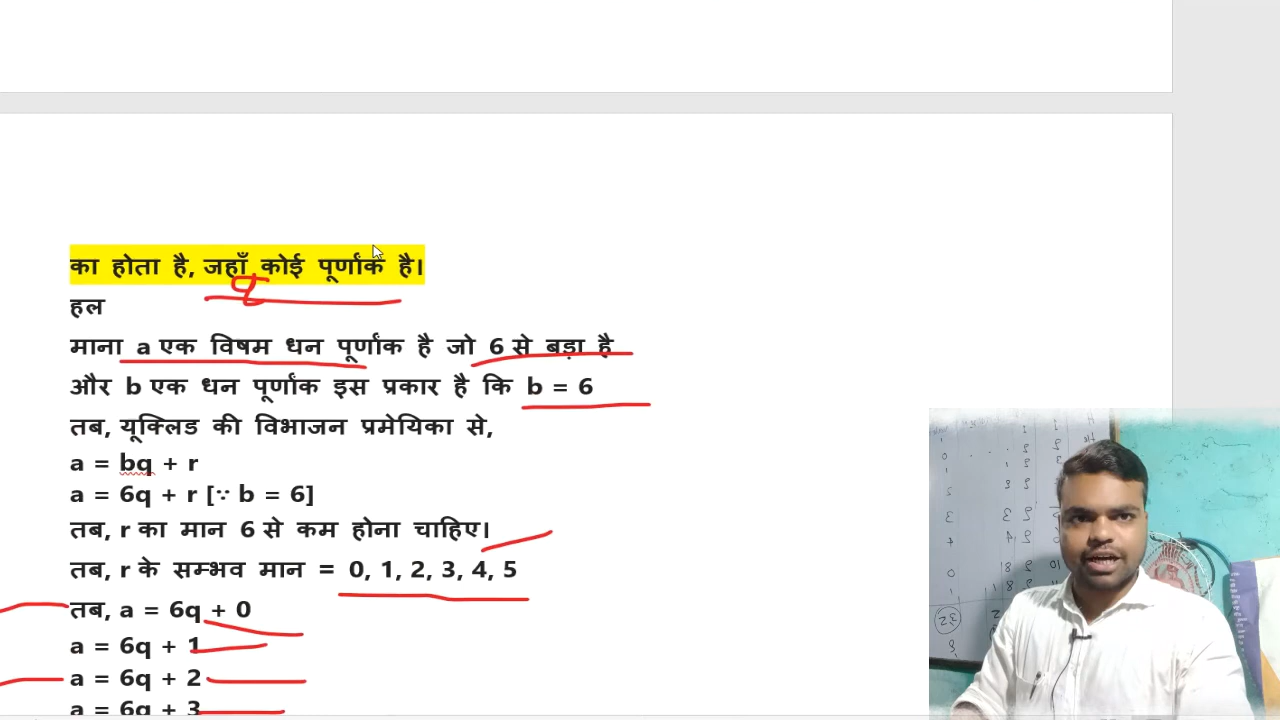 का होता है, जहाँ कोई पूर्णांक है।
q
हल
माना a एक विषम धन पूर्णांक है जो 6 से बड़ा है
और b एक धन पूर्णांक इस प्रकार है कि b = 6
तब, यूक्लिड की विभाजन प्रमेयिका से,
a = bq + r
a = 6q + r [∵ b = 6]
तब, r का मान 6 से कम होना चाहिए।
तब, r के सम्भव मान = 0, 1, 2, 3, 4, 5
तब, a = 6q + 0
a = 6q + 1
a = 6q + 2
a = 6q + 3